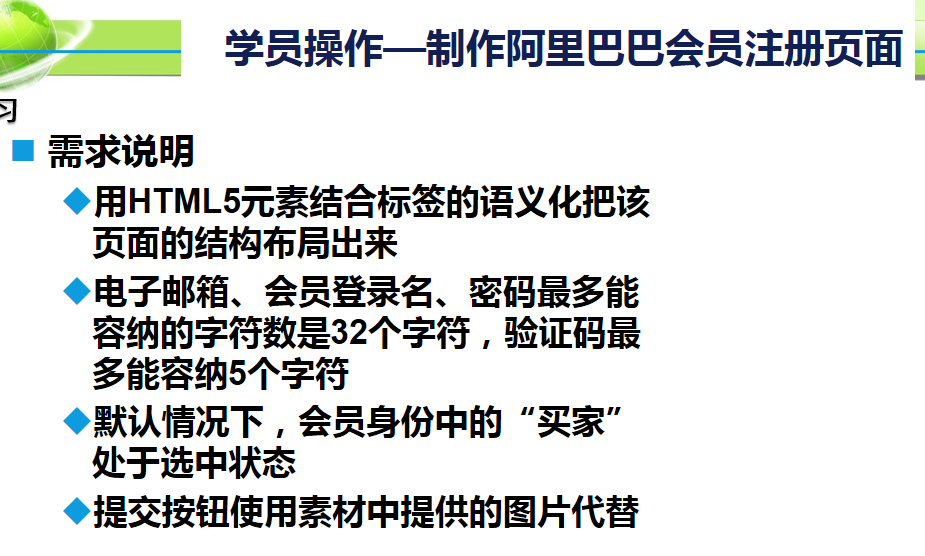 学员操作—制作阿里巴巴会员注册页面
习
需求说明
用HTML5元素结合标签的语义化把该
页面的结构布局出来
电子邮箱、会员登录名、密码最多能
容纳的字符数是32个字符，验证码最
多能容纳5个字符
默认情况下，会员身份中的“买家”
处于选中状态
提交按钮使用素材中提供的图片代替